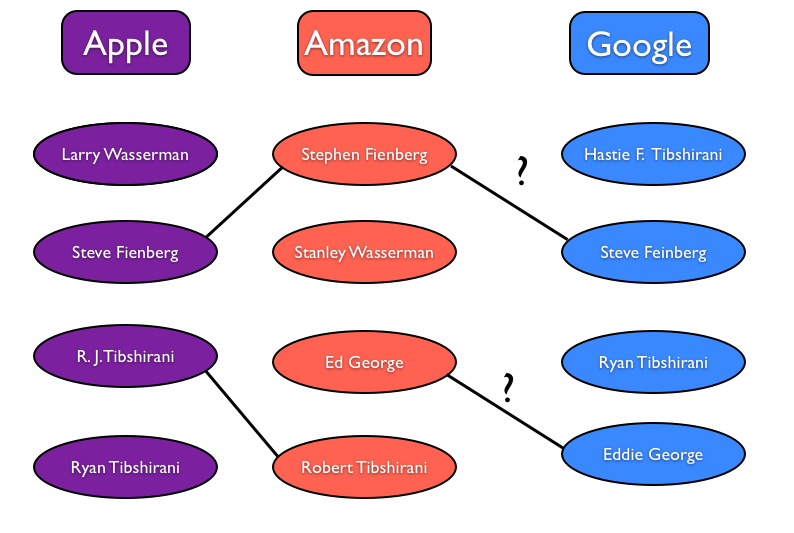 Apple
Amazon
Google
Larry Wasserman
Stephen Fienberg
?
Hastie F. Tibshirani
Steve Fienberg
Stanley Wasserman
Steve Feinberg
R. J. Tibshirani
Ed George
?
Ryan Tibshirani
Ryan Tibshirani
Robert Tibshirani
Eddie George